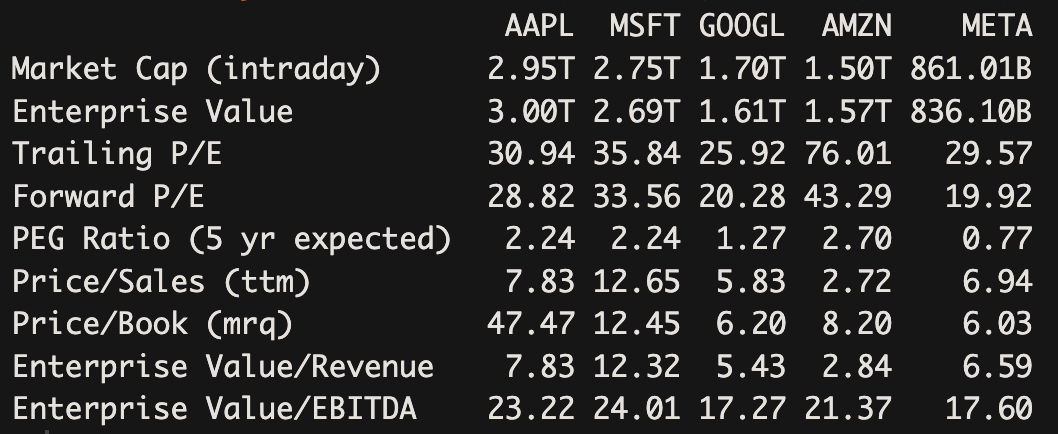 AAPL MSFT GOOGL AMZN META
Market Cap (intraday) 2.95T 2.75T 1.70T 1.50T 861.01B
Enterprise Value 3.00T 2.69T 1.61T 1.57T 836.10B
Trailing P/E 30.94 35.84 25.92 76.01 29.57
Forward P/E 28.82 33.56 20.28 43.29 19.92
PEG Ratio (5 yr expected) 2.24 2.24 1.27 2.70 0.77
Price/Sales (ttm) 7.83 12.65 5.83 2.72 6.94
Price/Book (mrq) 47.47 12.45 6.20 8.20 6.03
Enterprise Value/Revenue 7.83 12.32 5.43 2.84 6.59
Enterprise Value/EBITDA 23.22 24.01 17.27 21.37 17.60